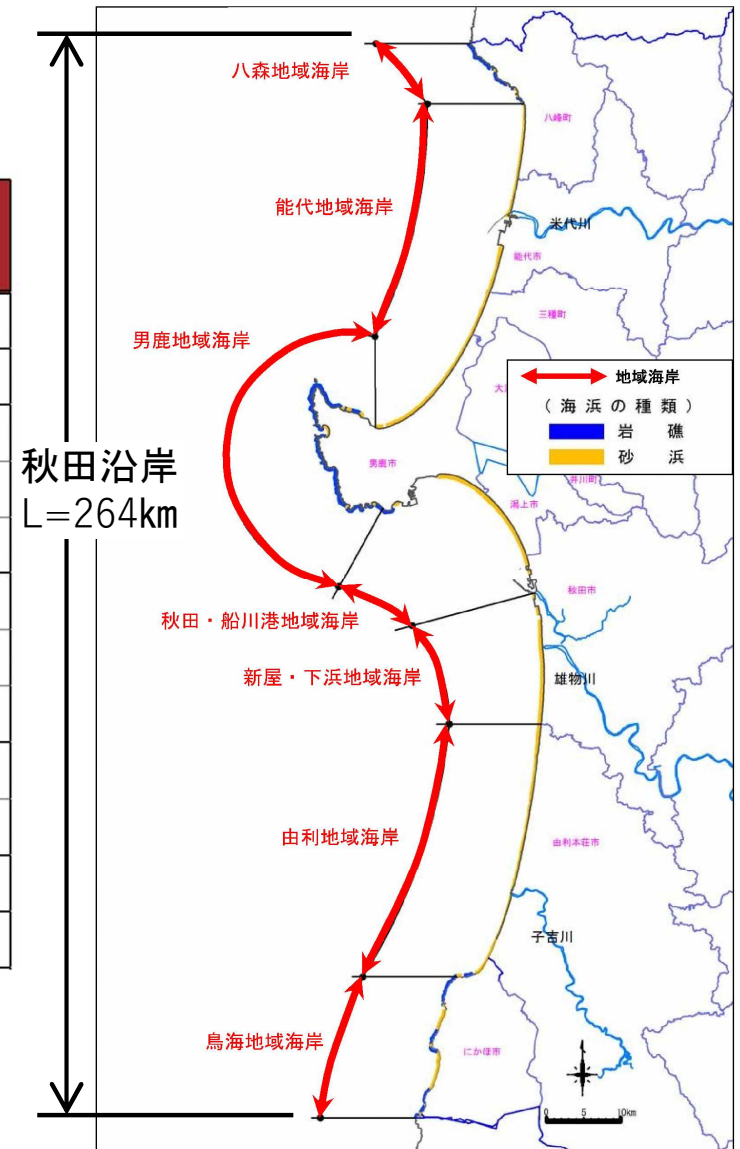 八森地域海岸
八峰町
能代地域海岸
米代川
能代市
三種町
男鹿地域海岸
地域海岸
（海浜の種類）
岩 礁
砂 浜
秋田沿岸
L=264km
男鹿市
井川町
潟上市
秋田・船川港地域海岸
秋田市
新屋・下浜地域海岸
雄物川
由利地域海岸
由利本荘市
子吉川
鳥海地域海岸
にかほ市
0 5 10km